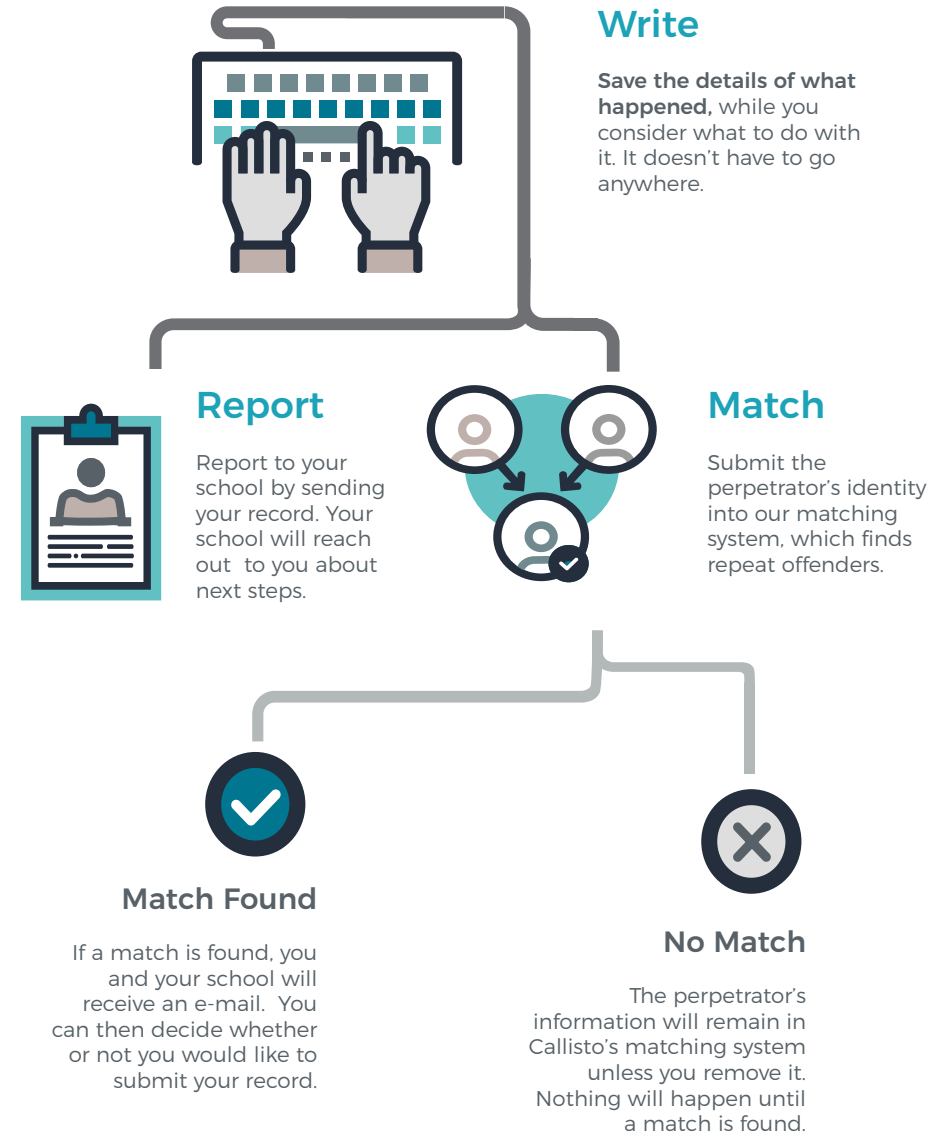 Write
Save the details of what
happened, while you
consider what to do with
it. It doesn’t have to go
anywhere.
Report
Report to your
school by sending
your record. Your
school will reach
out  to you about
next steps.
Match
Submit the
perpetrator’s identity
into our matching
system, which finds
repeat offenders.
Match Found
If a match is found, you
and your school will
receive an e-mail.  You
can then decide whether
or not you would like to
submit your record.
No Match
The perpetrator’s
information will remain in
Callisto’s matching system
unless you remove it.
Nothing will happen until
a match is found.